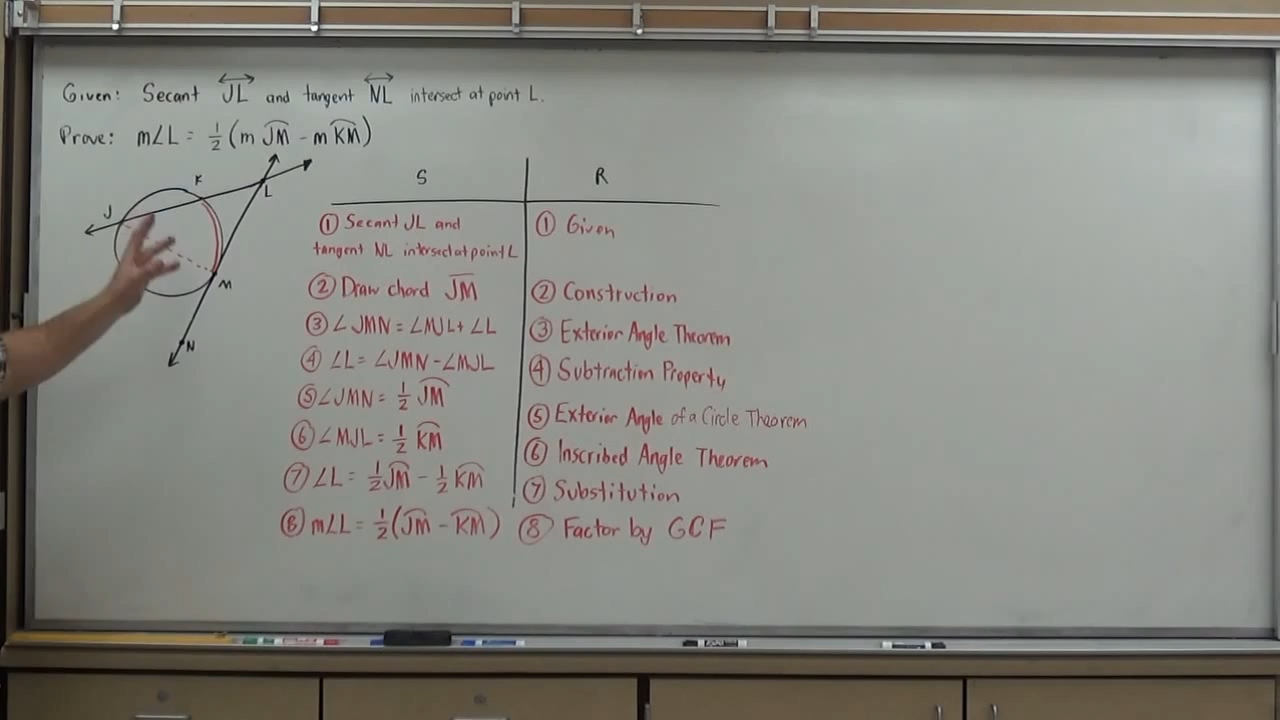 Given: Secant JL and tangent NL intersect at point L.
Prove: m∠L = 1/2 (m JM - m KM)
K
L
J
M
N
S
R
① Secant JL and
tangent NL intersect at point L
① Given
② Draw chord JM
② Construction
③ ∠JMN = ∠MJL + ∠L
③ Exterior Angle Theorem
④ ∠L = ∠JMN - ∠MJL
④ Subtraction Property
⑤ ∠JMN = 1/2 JM
⑤ Exterior Angle of a Circle Theorem
⑥ ∠MJL = 1/2 KM
⑥ Inscribed Angle Theorem
⑦ ∠L = 1/2 JM - 1/2 KM
⑦ Substitution
⑧ m∠L = 1/2 (JM - KM)
⑧ Factor by GCF